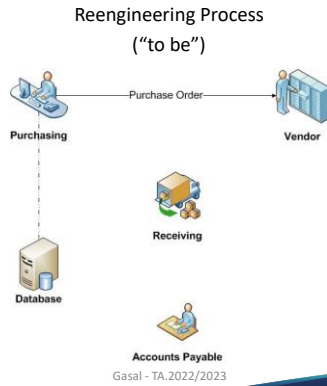 Reengineering Process
(“to be”)
Purchase Order
Purchasing
Vendor
Receiving
Database
Accounts Payable
Gasal - TA.2022/2023